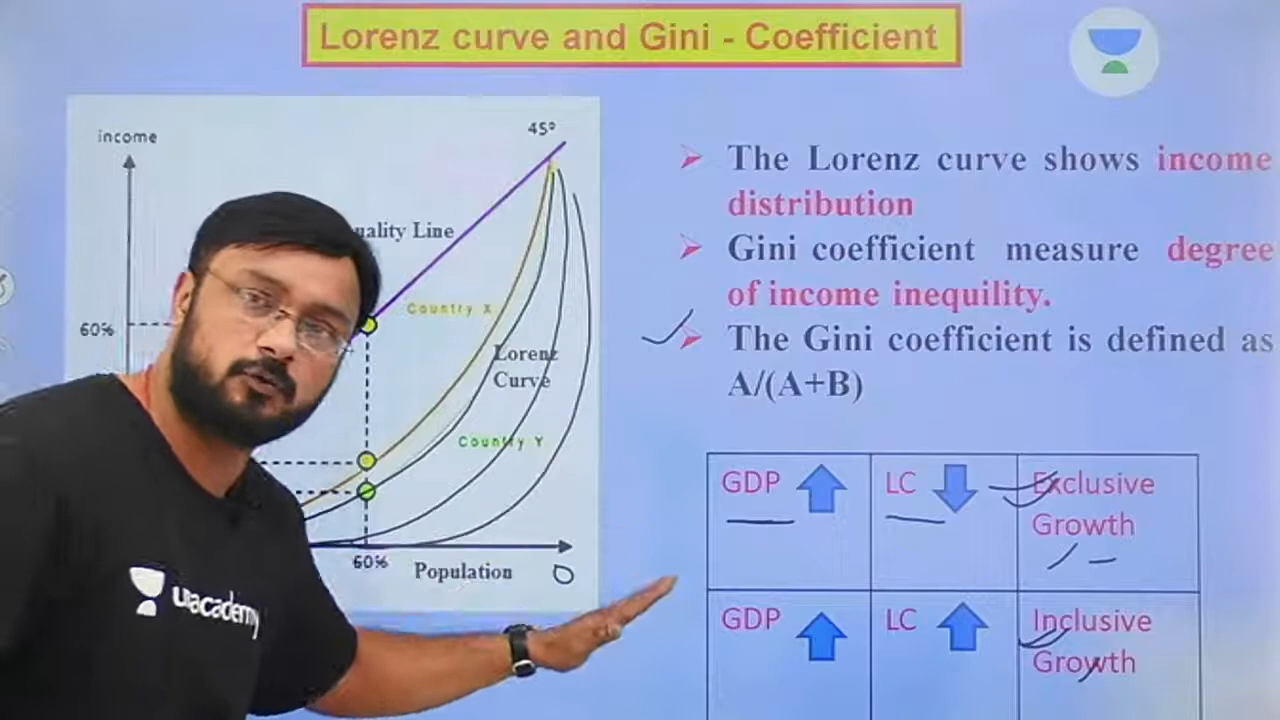 Lorenz curve and Gini - Coefficient
income
45º
uality Line
Country X
60%
Lorenz
Curve
Country Y
60%
Population
unacademy
The Lorenz curve shows income
distribution
Gini coefficient measure degree
of income inequility.
The Gini coefficient is defined as
A/(A+B)
GDP LC Exclusive
Growth
GDP LC Inclusive
Growth